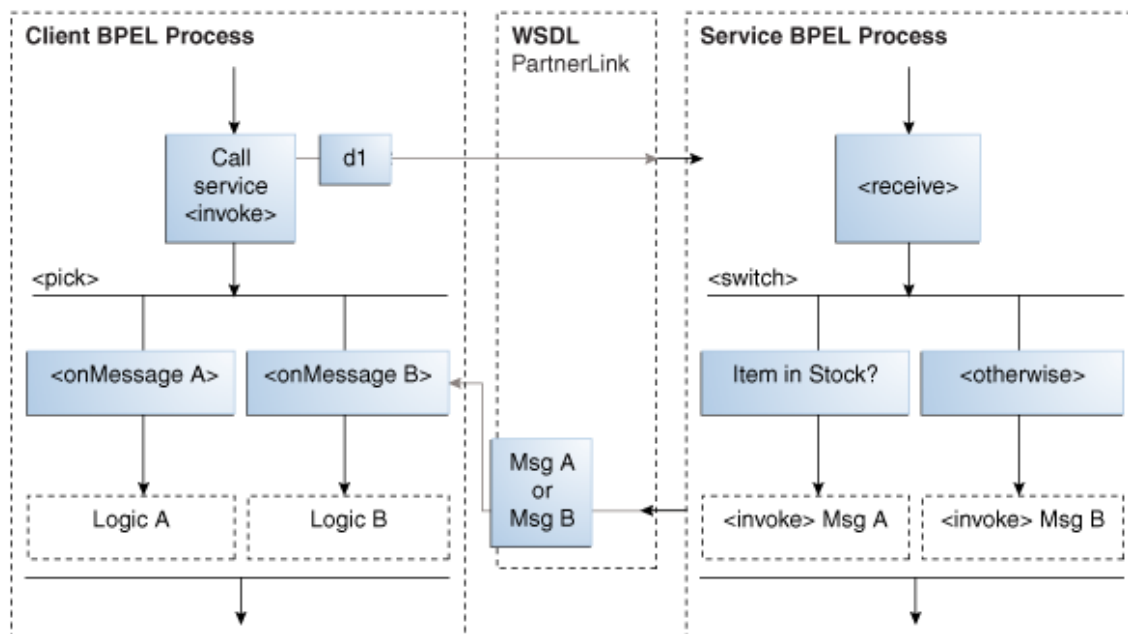 Client BPEL Process
WSDL
PartnerLink
Service BPEL Process
Call
service
<invoke>
d1
<receive>
<pick>
<switch>
<onMessage A>
<onMessage B>
Item in Stock?
<otherwise>
Msg A
or
Msg B
Logic A
Logic B
<invoke> Msg A
<invoke> Msg B